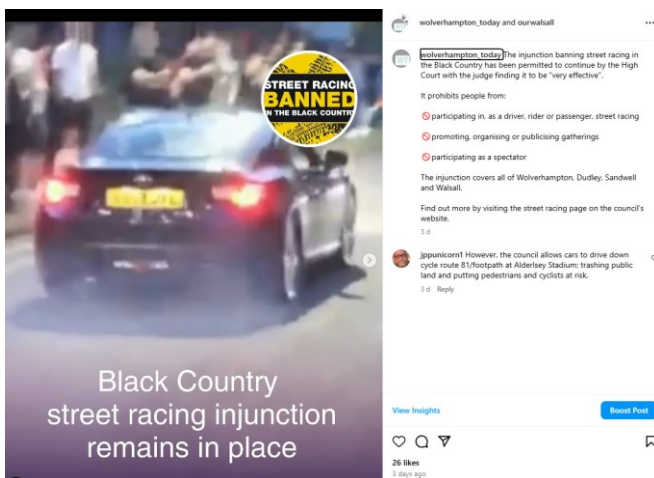 STREET RACING
BANNED
IN THE BLACK COUNTRY
Black Country
street racing injunction
remains in place
wolverhampton_today and ourwalsall
wolverhampton_today The injunction banning street racing in
the Black Country has been permitted to continue by the High
Court with the judge finding it to be "very effective".
It prohibits people from:
🚫participating in, as a driver, rider or passenger, street racing
🚫promoting, organising or publicising gatherings
🚫participating as a spectator
The injunction covers all of Wolverhampton, Dudley, Sandwell
and Walsall.
Find out more by visiting the street racing page on the council's
website.
3 d
jppunicorn1 However, the council allows cars to drive down
cycle route 81/footpath at Alderlsey Stadium; trashing public
land and putting pedestrians and cyclists at risk.
3 d Reply
View Insights
Boost Post
26 likes
3 days ago